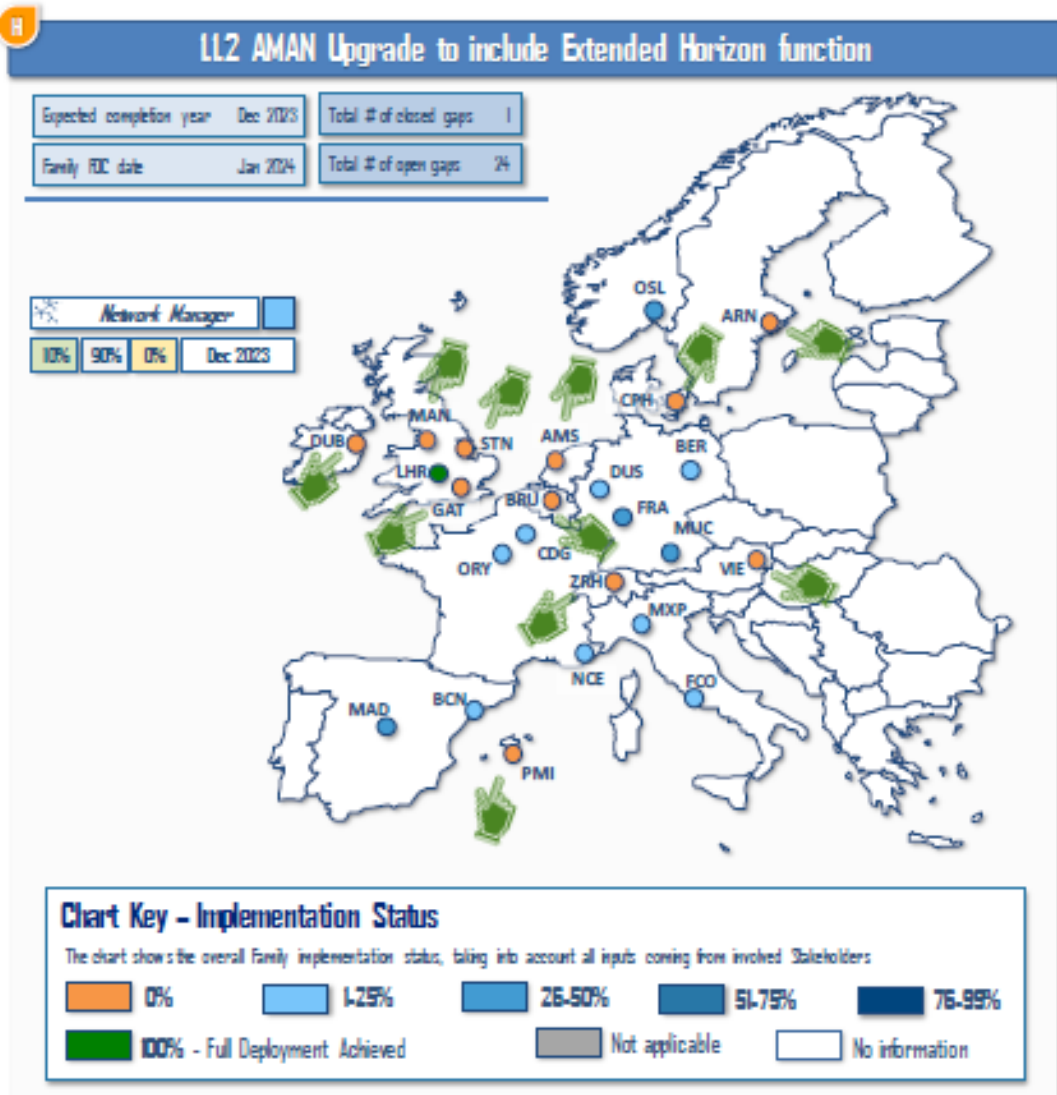 H
1.1.2 AMAN Upgrade to include Extended Horizon function
Expected completion year Dec 2023
Total # of closed gaps 1
Family FOC date Jan 2024
Total # of open gaps 24
Network Manager
10% 90% 0% Dec 2023
OSL
ARN
CPH
MAN
DUB
STN
AMS
BER
LHR
DUS
GAT
BRU
FRA
MUC
CDG
ORY
VIE
ZRH
MXP
NCE
FCO
BCN
MAD
PMI
Chart Key – Implementation Status
The chart shows the overall Family implementation status, taking into account all inputs coming from involved Stakeholders
0%
1-25%
26-50%
51-75%
76-99%
100% - Full Deployment Achieved
Not applicable
No information